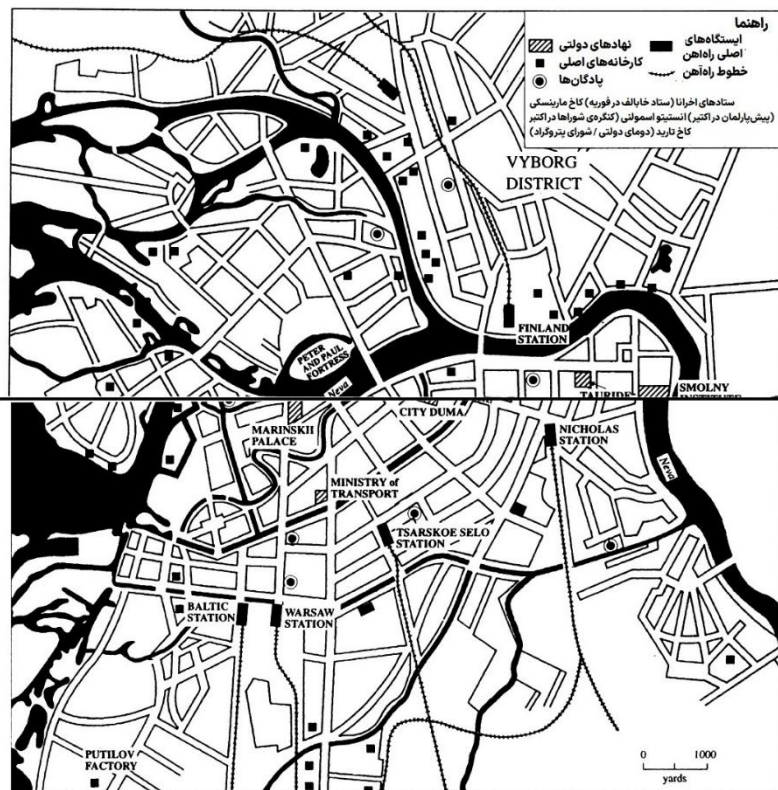 راهنما
ایستگاه‌های اصلی راه‌آهن
نهادهای دولتی
کارخانه‌های اصلی
خطوط راه‌آهن
پادگان‌ها
ستادهای اخرانا (ستاد خابالف در فوریه) کاخ مارینسکی
(پیش‌پارلمان در اکتبر) انستیتو اسمولنی (کنگره‌ی شوراها در اکتبر)
کاخ تارید (دومای دولتی / شورای پتروگراد)
VYBORG
DISTRICT
FINLAND
STATION
PETER
AND PAUL
FORTRESS
Neva
TAURIDE
SMOLNY
MARINSKII
PALACE
CITY DUMA
NICHOLAS
STATION
Neva
MINISTRY of
TRANSPORT
TSARSKOE SELO
STATION
BALTIC
STATION
WARSAW
STATION
PUTILOV
FACTORY
0 1000
yards